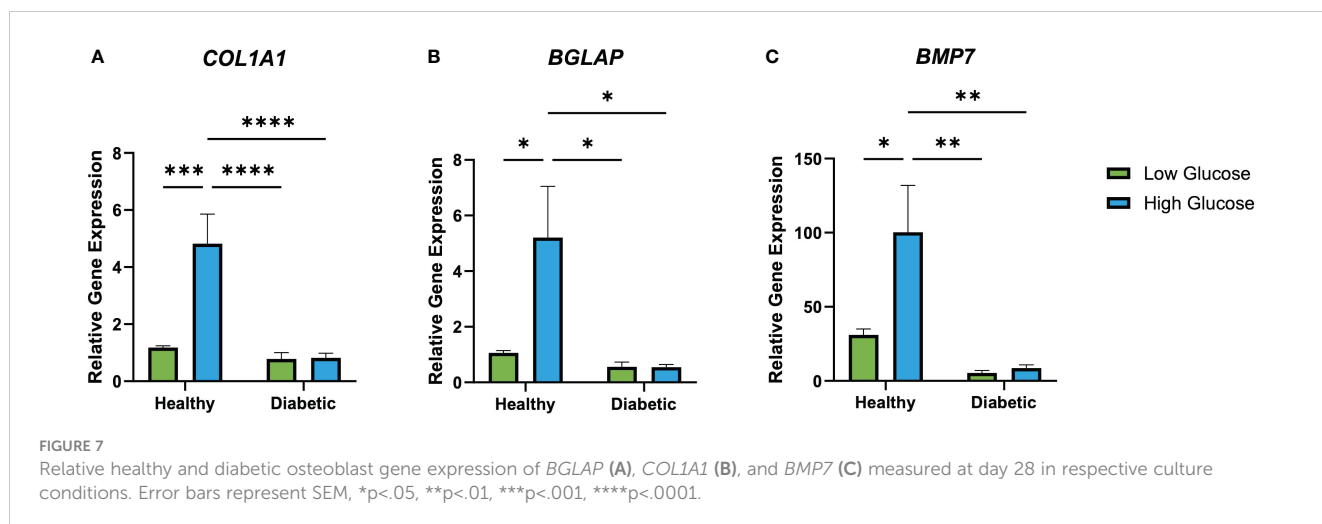 A COL1A1
B BGLAP
C BMP7
****
*** ****
*
* *
**
* **
Relative Gene Expression
8
6
4
2
0
Healthy Diabetic
Relative Gene Expression
8
6
4
2
0
Healthy Diabetic
Relative Gene Expression
150
100
50
0
Healthy Diabetic
Low Glucose
High Glucose
FIGURE 7
Relative healthy and diabetic osteoblast gene expression of BGLAP (A), COL1A1 (B), and BMP7 (C) measured at day 28 in respective culture
conditions. Error bars represent SEM, *p<.05, **p<.01, ***p<.001, ****p<.0001.